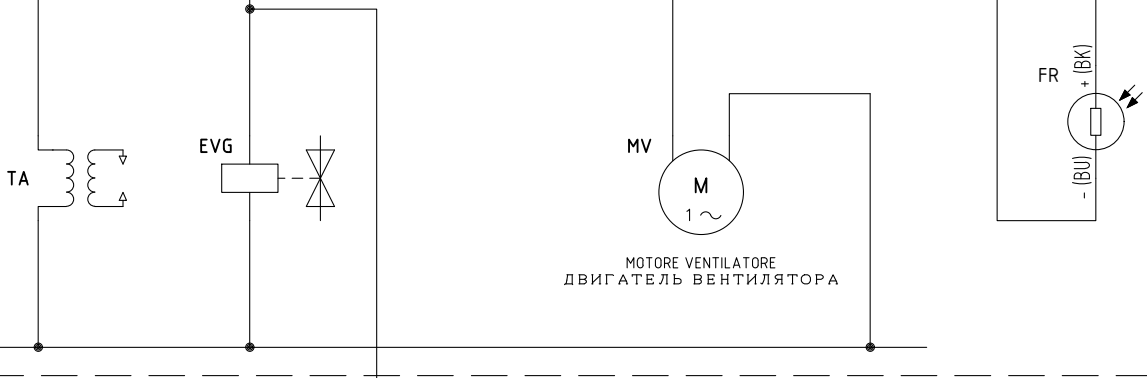 FR
+ (BK)
- (BU)
EVG
MV
TA
M
1 ~
MOTORE VENTILATORE
ДВИГАТЕЛЬ ВЕНТИЛЯТОРА